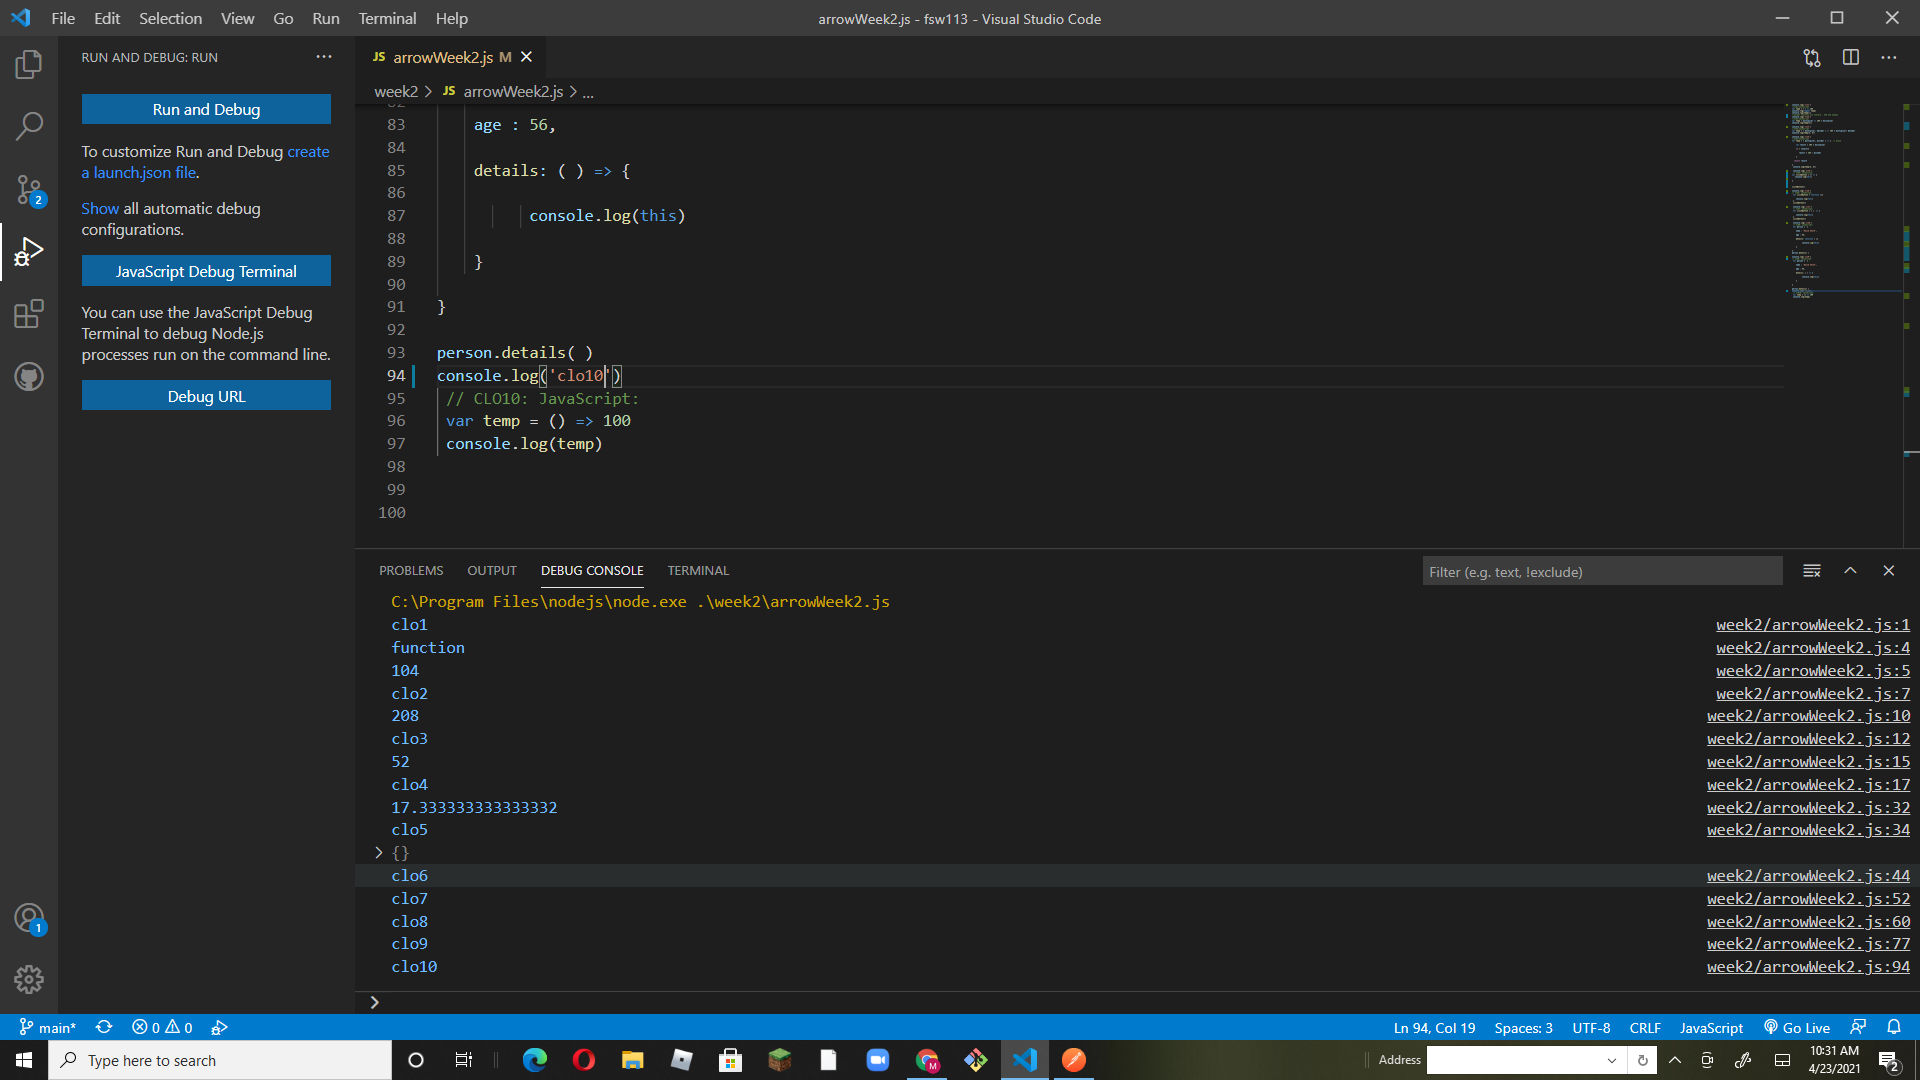 File Edit Selection View Go Run Terminal Help
arrowWeek2.js - fsw113 - Visual Studio Code
RUN AND DEBUG: RUN
Run and Debug
To customize Run and Debug create
a launch.json file.
Show all automatic debug
configurations.
JavaScript Debug Terminal
You can use the JavaScript Debug
Terminal to debug Node.js
processes run on the command line.
Debug URL
2
1
JS arrowWeek2.js M
week2 > JS arrowWeek2.js > ...
82
83 age : 56,
84
85 details: ( ) => {
86
87 console.log(this)
88
89 }
90
91 }
92
93 person.details( )
94 console.log('clo10')
95 // CLO10: JavaScript:
96 var temp = () => 100
97 console.log(temp)
98
99
100
PROBLEMS OUTPUT DEBUG CONSOLE TERMINAL
Filter (e.g. text, !exclude)
C:\Program Files\nodejs\node.exe .\week2\arrowWeek2.js
clo1 week2/arrowWeek2.js:1
function week2/arrowWeek2.js:4
104 week2/arrowWeek2.js:5
clo2 week2/arrowWeek2.js:7
208 week2/arrowWeek2.js:10
clo3 week2/arrowWeek2.js:12
52 week2/arrowWeek2.js:15
clo4 week2/arrowWeek2.js:17
17.333333333333332 week2/arrowWeek2.js:32
clo5 week2/arrowWeek2.js:34
> {}
clo6 week2/arrowWeek2.js:44
clo7 week2/arrowWeek2.js:52
clo8 week2/arrowWeek2.js:60
clo9 week2/arrowWeek2.js:77
clo10 week2/arrowWeek2.js:94
>
main* 0 0 Ln 94, Col 19 Spaces: 3 UTF-8 CRLF JavaScript Go Live
Type here to search
M
Address
10:31 AM
4/23/2021
2